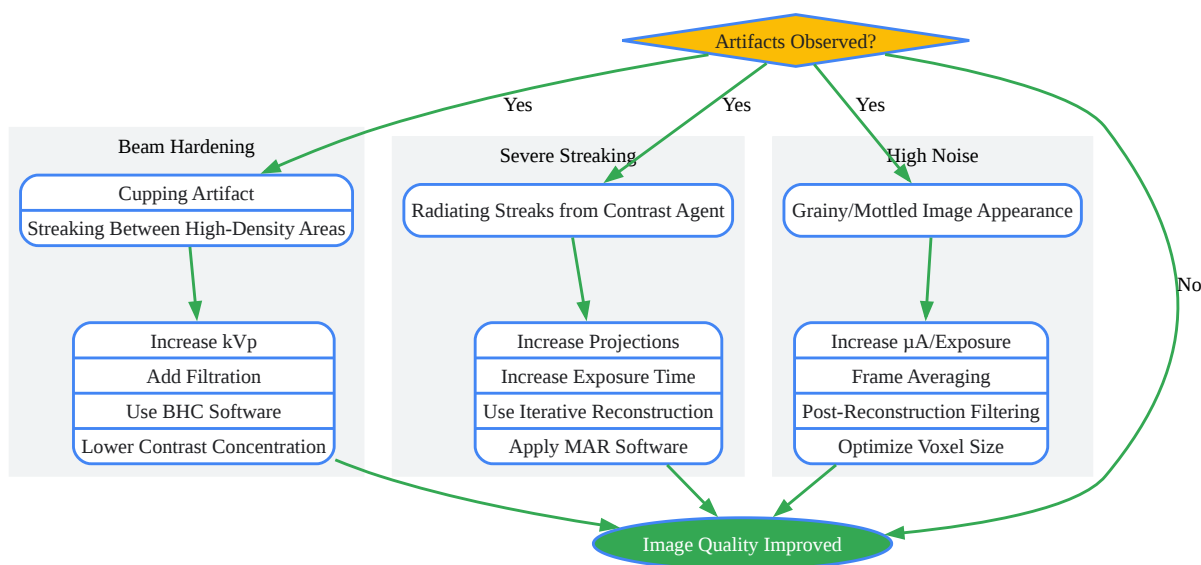 Artifacts Observed?
Yes
Yes
Yes
No
Beam Hardening
Cupping Artifact
Streaking Between High-Density Areas
Increase kVp
Add Filtration
Use BHC Software
Lower Contrast Concentration
Severe Streaking
Radiating Streaks from Contrast Agent
Increase Projections
Increase Exposure Time
Use Iterative Reconstruction
Apply MAR Software
High Noise
Grainy/Mottled Image Appearance
Increase µA/Exposure
Frame Averaging
Post-Reconstruction Filtering
Optimize Voxel Size
Image Quality Improved